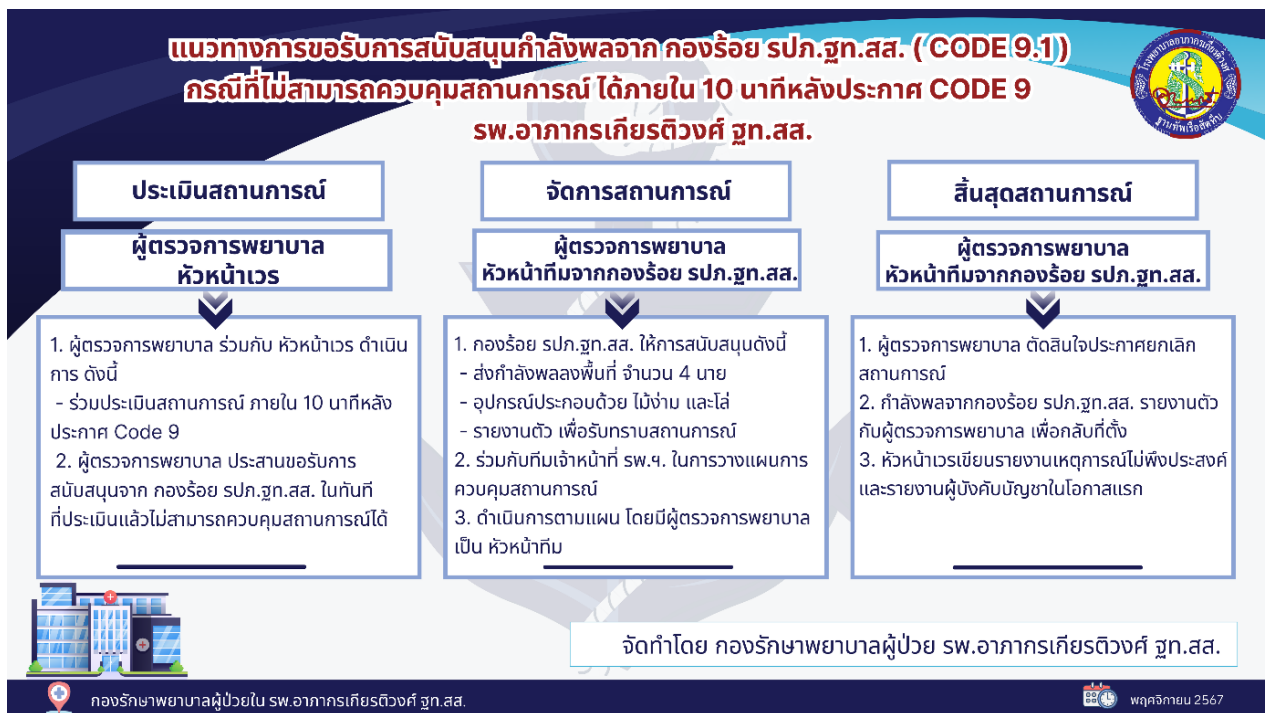 แนวทางการขอรับการสนับสนุนกำลังพลจาก กองร้อย รปภ.ฐท.สส. ( CODE 9.1 )
กรณีที่ไม่สามารถควบคุมสถานการณ์ ได้ภายใน 10 นาทีหลังประกาศ CODE 9
รพ.อาภากรเกียรติวงศ์ ฐท.สส.
โรงพยาบาลอาภากรเกียรติวงศ์
ฐานทัพเรือสัตหีบ
ประเมินสถานการณ์
ผู้ตรวจการพยาบาล
หัวหน้าเวร
1. ผู้ตรวจการพยาบาล ร่วมกับ หัวหน้าเวร ดำเนิน
การ ดังนี้
- ร่วมประเมินสถานการณ์ ภายใน 10 นาทีหลัง
ประกาศ Code 9
2. ผู้ตรวจการพยาบาล ประสานขอรับการ
สนับสนุนจาก กองร้อย รปภ.ฐท.สส. ในทันที
ที่ประเมินแล้วไม่สามารถควบคุมสถานการณ์ได้
จัดการสถานการณ์
ผู้ตรวจการพยาบาล
หัวหน้าทีมจากกองร้อย รปภ.ฐท.สส.
1. กองร้อย รปภ.ฐท.สส. ให้การสนับสนุนดังนี้
- ส่งกำลังพลลงพื้นที่ จำนวน 4 นาย
- อุปกรณ์ประกอบด้วย ไม้ง่าม และโล่
- รายงานตัว เพื่อรับทราบสถานการณ์
2. ร่วมกับทีมเจ้าหน้าที่ รพ.ฯ. ในการวางแผนการ
ควบคุมสถานการณ์
3. ดำเนินการตามแผน โดยมีผู้ตรวจการพยาบาล
เป็น หัวหน้าทีม
สิ้นสุดสถานการณ์
ผู้ตรวจการพยาบาล
หัวหน้าทีมจากกองร้อย รปภ.ฐท.สส.
1. ผู้ตรวจการพยาบาล ตัดสินใจประกาศยกเลิก
สถานการณ์
2. กำลังพลจากกองร้อย รปภ.ฐท.สส. รายงานตัว
กับผู้ตรวจการพยาบาล เพื่อกลับที่ตั้ง
3. หัวหน้าเวรเขียนรายงานเหตุการณ์ไม่พึงประสงค์
และรายงานผู้บังคับบัญชาในโอกาสแรก
จัดทำโดย กองรักษาพยาบาลผู้ป่วย รพ.อาภากรเกียรติวงศ์ ฐท.สส.
กองรักษาพยาบาลผู้ป่วยใน รพ.อาภากรเกียรติวงศ์ ฐท.สส.
พฤศจิกายน 2567